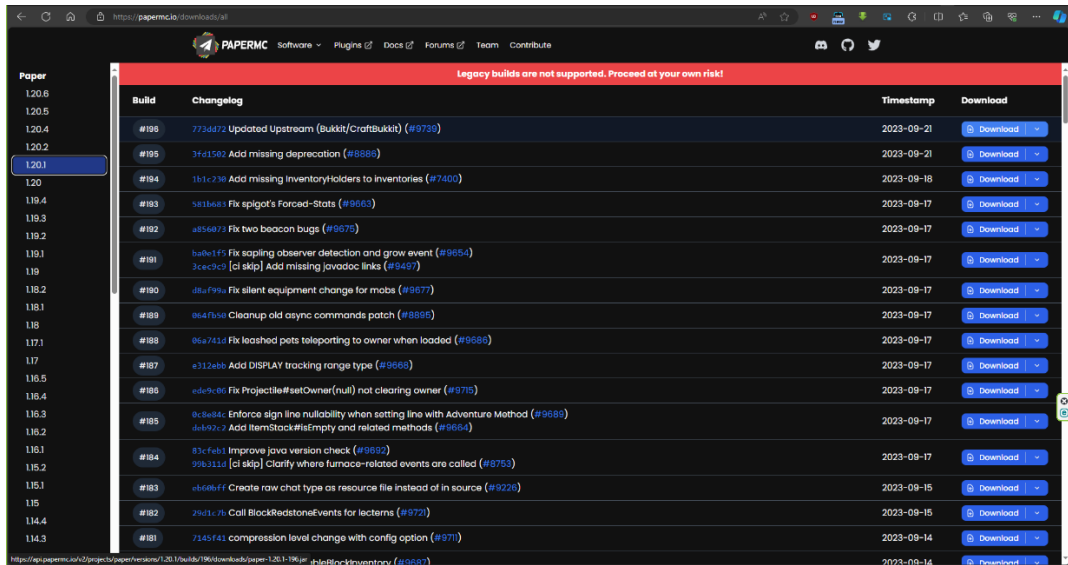 https://papermc.io/downloads/all
PAPERMC Software Plugins Docs Forums Team Contribute
Legacy builds are not supported. Proceed at your own risk!
Paper
1.20.6
1.20.5
1.20.4
1.20.2
1.20.1
1.20
1.19.4
1.19.3
1.19.2
1.19.1
1.19
1.18.2
1.18.1
1.18
1.17.1
1.17
1.16.5
1.16.4
1.16.3
1.16.2
1.16.1
1.15.2
1.15.1
1.15
1.14.4
1.14.3
Build Changelog Timestamp Download
#196 773dd72 Updated Upstream (Bukkit/CraftBukkit) (#9739) 2023-09-21 Download
#195 3fd1502 Add missing deprecation (#8886) 2023-09-21 Download
#194 1b1c230 Add missing InventoryHolders to inventories (#7400) 2023-09-18 Download
#193 581b683 Fix spigot's Forced-Stats (#9663) 2023-09-17 Download
#192 a856073 Fix two beacon bugs (#9675) 2023-09-17 Download
#191 ba0e1f5 Fix sapling observer detection and grow event (#9654) 2023-09-17 Download
3cec9c9 [ci skip] Add missing javadoc links (#9497)
#190 d8af99a Fix silent equipment change for mobs (#9677) 2023-09-17 Download
#189 064fb50 Cleanup old async commands patch (#8895) 2023-09-17 Download
#188 06a741d Fix leashed pets teleporting to owner when loaded (#9686) 2023-09-17 Download
#187 e312ebb Add DISPLAY tracking range type (#9668) 2023-09-17 Download
#186 ede9c06 Fix Projectile#setOwner(null) not clearing owner (#9715) 2023-09-17 Download
#185 0c8e84c Enforce sign line nullability when setting line with Adventure Method (#9689) 2023-09-17 Download
deb92c2 Add ItemStack#isEmpty and related methods (#9664)
#184 83cfeb1 Improve java version check (#9692) 2023-09-17 Download
99b311d [ci skip] Clarify where furnace-related events are called (#8753)
#183 eb60bff Create raw chat type as resource file instead of in source (#9226) 2023-09-15 Download
#182 29d1c7b Call BlockRedstoneEvents for lecterns (#9721) 2023-09-15 Download
#181 7145f41 compression level change with config option (#9711) 2023-09-14 Download
bleBlockInventory (#9687) 2023-09-14 Download
https://api.papermc.io/v2/projects/paper/versions/1.20.1/builds/196/downloads/paper-1.20.1-196.jar